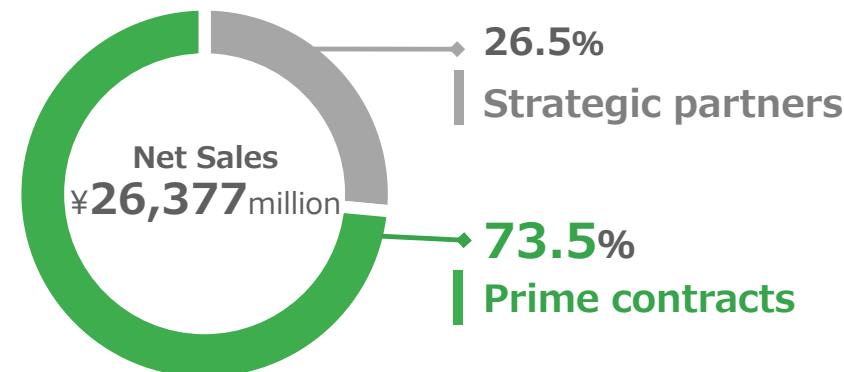 26.5%
Strategic partners
Net Sales
¥26,377million
73.5%
Prime contracts